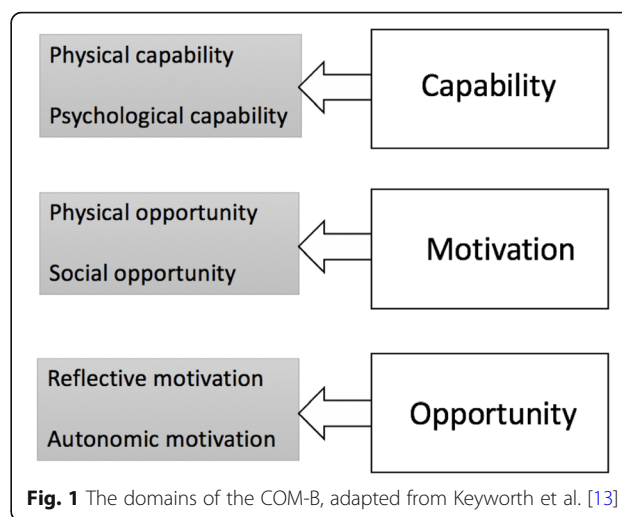 Physical capability
Psychological capability
Capability
Physical opportunity
Social opportunity
Motivation
Reflective motivation
Autonomic motivation
Opportunity
Fig. 1 The domains of the COM-B, adapted from Keyworth et al. [13]